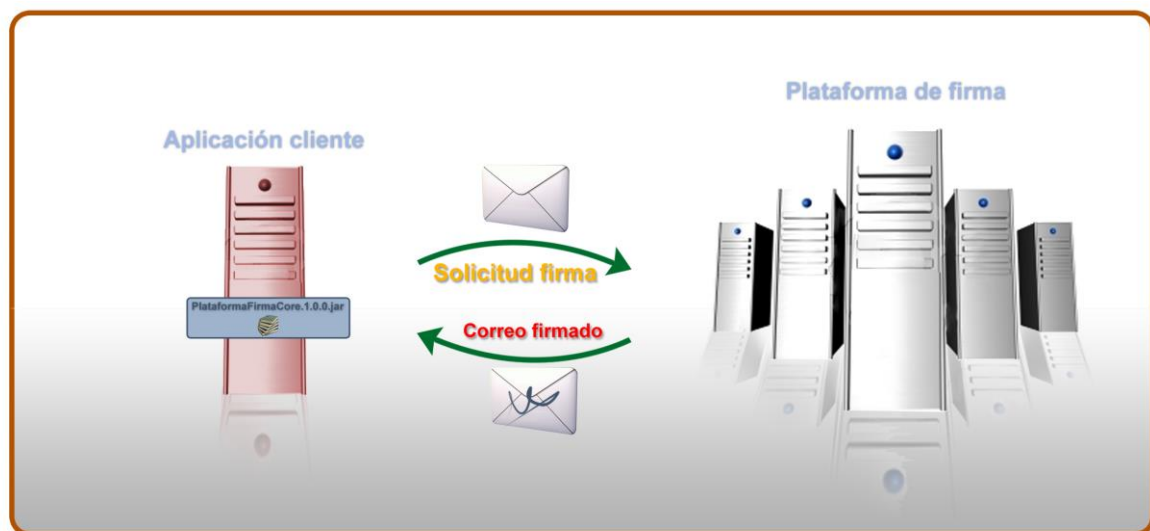 Plataforma de firma
Aplicación cliente
Solicitud firma
PlataformaFirmaCore.1.0.0.jar
Correo firmado